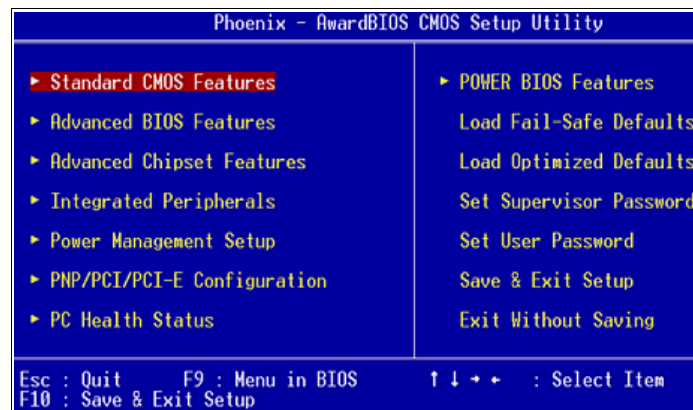 Phoenix - AwardBIOS CMOS Setup Utility
► Standard CMOS Features
► Advanced BIOS Features
► Advanced Chipset Features
► Integrated Peripherals
► Power Management Setup
► PNP/PCI/PCI-E Configuration
► PC Health Status
► POWER BIOS Features
Load Fail-Safe Defaults
Load Optimized Defaults
Set Supervisor Password
Set User Password
Save & Exit Setup
Exit Without Saving
Esc : Quit F9 : Menu in BIOS ↑ ↓ → ← : Select Item
F10 : Save & Exit Setup